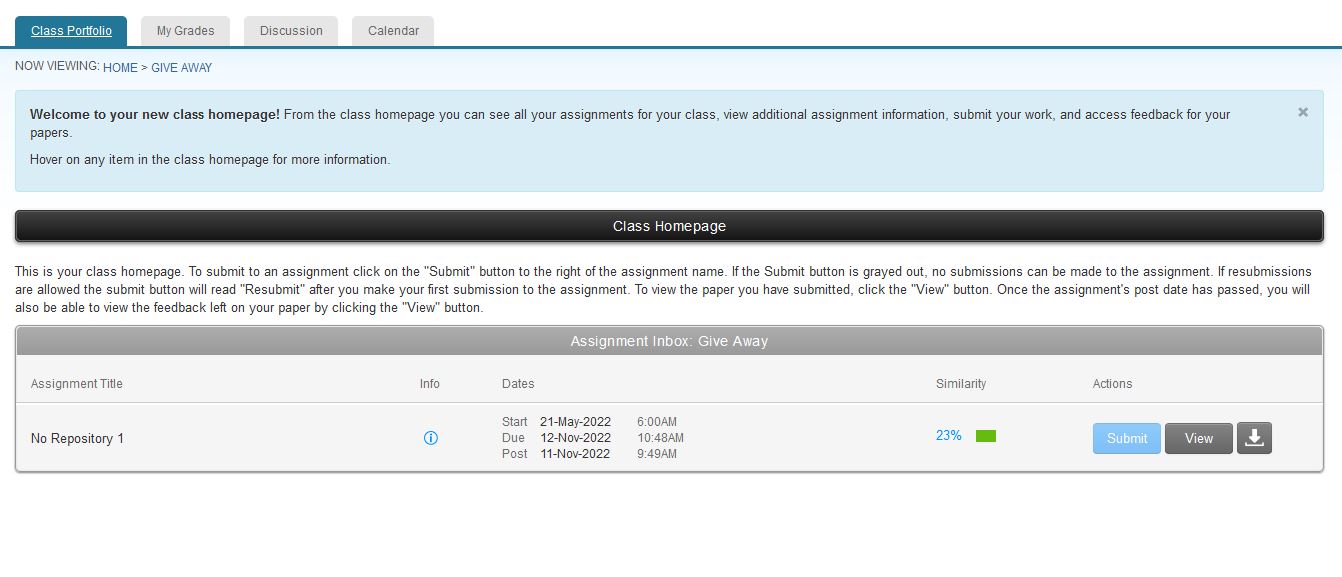 Class Portfolio
My Grades
Discussion
Calendar
NOW VIEWING: HOME > GIVE AWAY
Welcome to your new class homepage! From the class homepage you can see all your assignments for your class, view additional assignment information, submit your work, and access feedback for your
papers.
Hover on any item in the class homepage for more information.
Class Homepage
This is your class homepage. To submit to an assignment click on the "Submit" button to the right of the assignment name. If the Submit button is grayed out, no submissions can be made to the assignment. If resubmissions
are allowed the submit button will read "Resubmit" after you make your first submission to the assignment. To view the paper you have submitted, click the "View" button. Once the assignment's post date has passed, you will
also be able to view the feedback left on your paper by clicking the "View" button.
Assignment Inbox: Give Away
Assignment Title Info Dates Similarity Actions
No Repository 1
Start 21-May-2022 6:00AM
Due 12-Nov-2022 10:48AM
Post 11-Nov-2022 9:49AM
23%
Submit
View